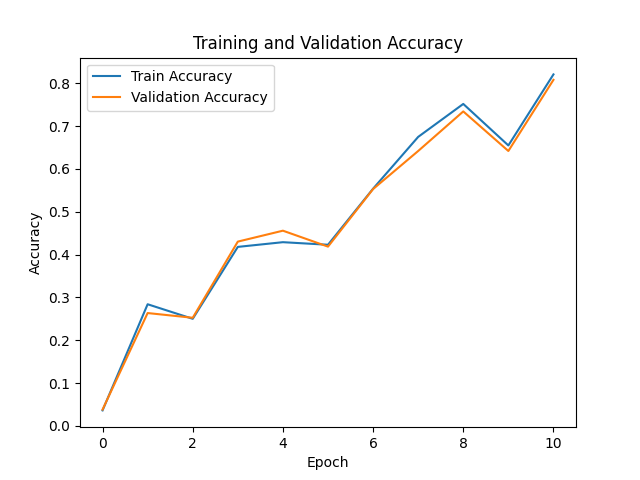 Training and Validation Accuracy
Train Accuracy
Validation Accuracy
0.8
0.7
0.6
0.5
0.4
0.3
0.2
0.1
0.0
Accuracy
0 2 4 6 8 10
Epoch